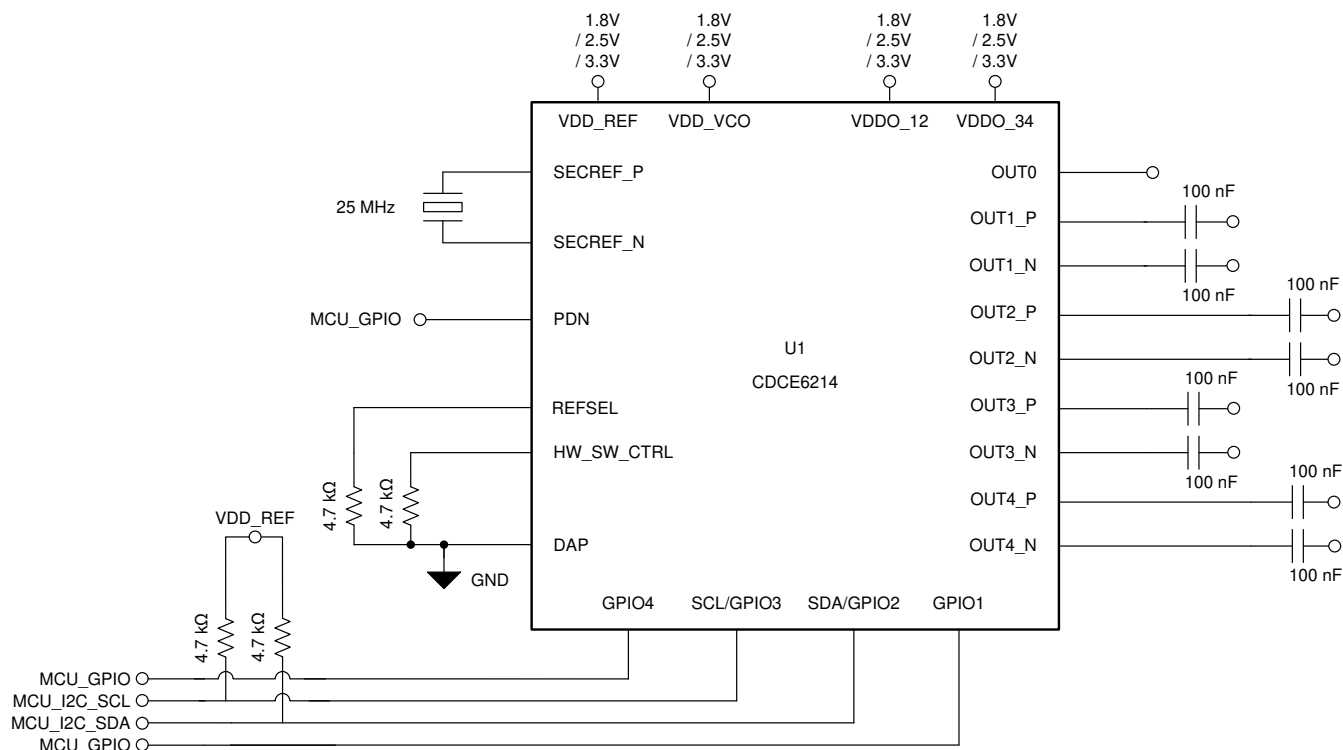 1.8V
/ 2.5V
/ 3.3V
1.8V
/ 2.5V
/ 3.3V
1.8V
/ 2.5V
/ 3.3V
1.8V
/ 2.5V
/ 3.3V
VDD_REF
VDD_VCO
VDDO_12
VDDO_34
SECREF_P
25 MHz
SECREF_N
MCU_GPIO
PDN
REFSEL
HW_SW_CTRL
4.7 kΩ
4.7 kΩ
DAP
GND
U1
CDCE6214
OUT0
OUT1_P
100 nF
OUT1_N
100 nF
OUT2_P
100 nF
OUT2_N
100 nF
OUT3_P
100 nF
OUT3_N
100 nF
OUT4_P
100 nF
OUT4_N
100 nF
GPIO4
SCL/GPIO3
SDA/GPIO2
GPIO1
VDD_REF
4.7 kΩ
4.7 kΩ
MCU_GPIO
MCU_I2C_SCL
MCU_I2C_SDA
MCU_GPIO